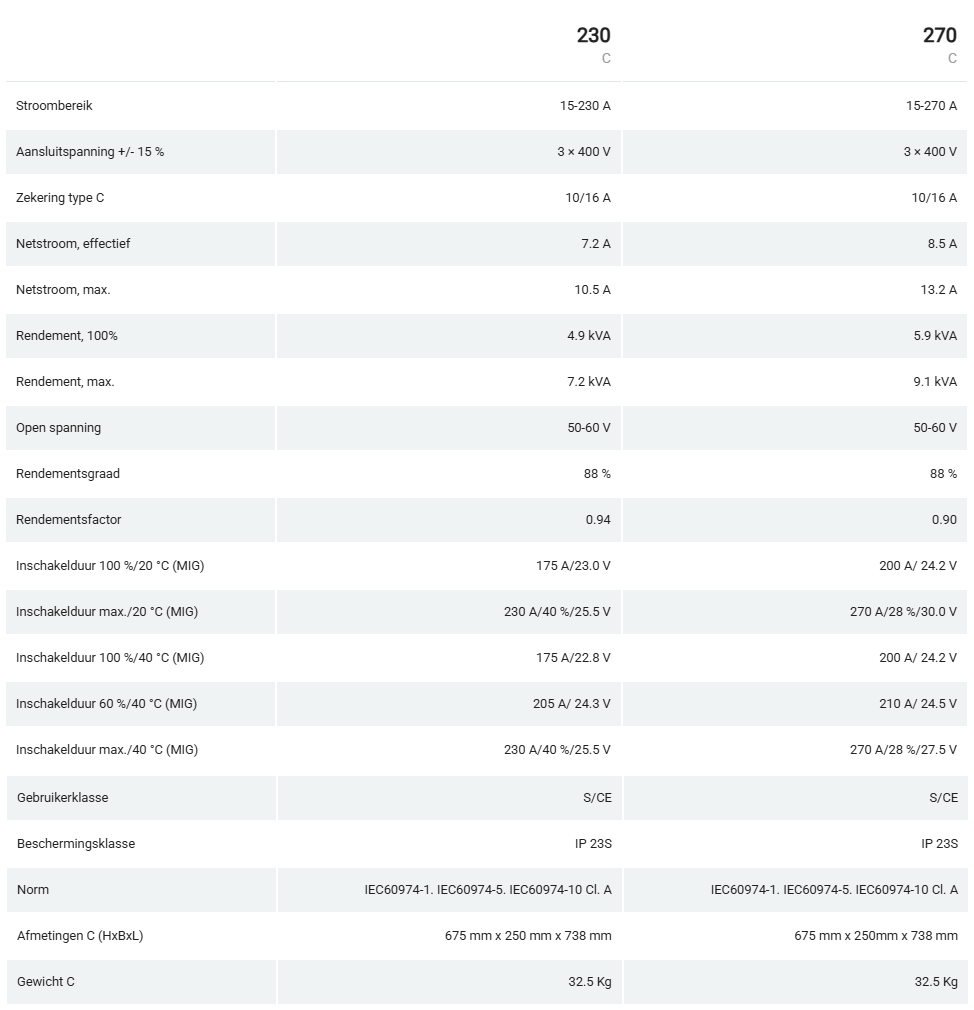 230 270
C C
Stroombereik 15-230 A 15-270 A
Aansluitspanning +/- 15 % 3 × 400 V 3 × 400 V
Zekering type C 10/16 A 10/16 A
Netstroom, effectief 7.2 A 8.5 A
Netstroom, max. 10.5 A 13.2 A
Rendement, 100% 4.9 kVA 5.9 kVA
Rendement, max. 7.2 kVA 9.1 kVA
Open spanning 50-60 V 50-60 V
Rendementsgraad 88 % 88 %
Rendementsfactor 0.94 0.90
Inschakelduur 100 %/20 °C (MIG) 175 A/23.0 V 200 A/ 24.2 V
Inschakelduur max./20 °C (MIG) 230 A/40 %/25.5 V 270 A/28 %/30.0 V
Inschakelduur 100 %/40 °C (MIG) 175 A/22.8 V 200 A/ 24.2 V
Inschakelduur 60 %/40 °C (MIG) 205 A/ 24.3 V 210 A/ 24.5 V
Inschakelduur max./40 °C (MIG) 230 A/40 %/25.5 V 270 A/28 %/27.5 V
Gebruikerklasse S/CE S/CE
Beschermingsklasse IP 23S IP 23S
Norm IEC60974-1. IEC60974-5. IEC60974-10 Cl. A IEC60974-1. IEC60974-5. IEC60974-10 Cl. A
Afmetingen C (HxBxL) 675 mm x 250 mm x 738 mm 675 mm x 250mm x 738 mm
Gewicht C 32.5 Kg 32.5 Kg